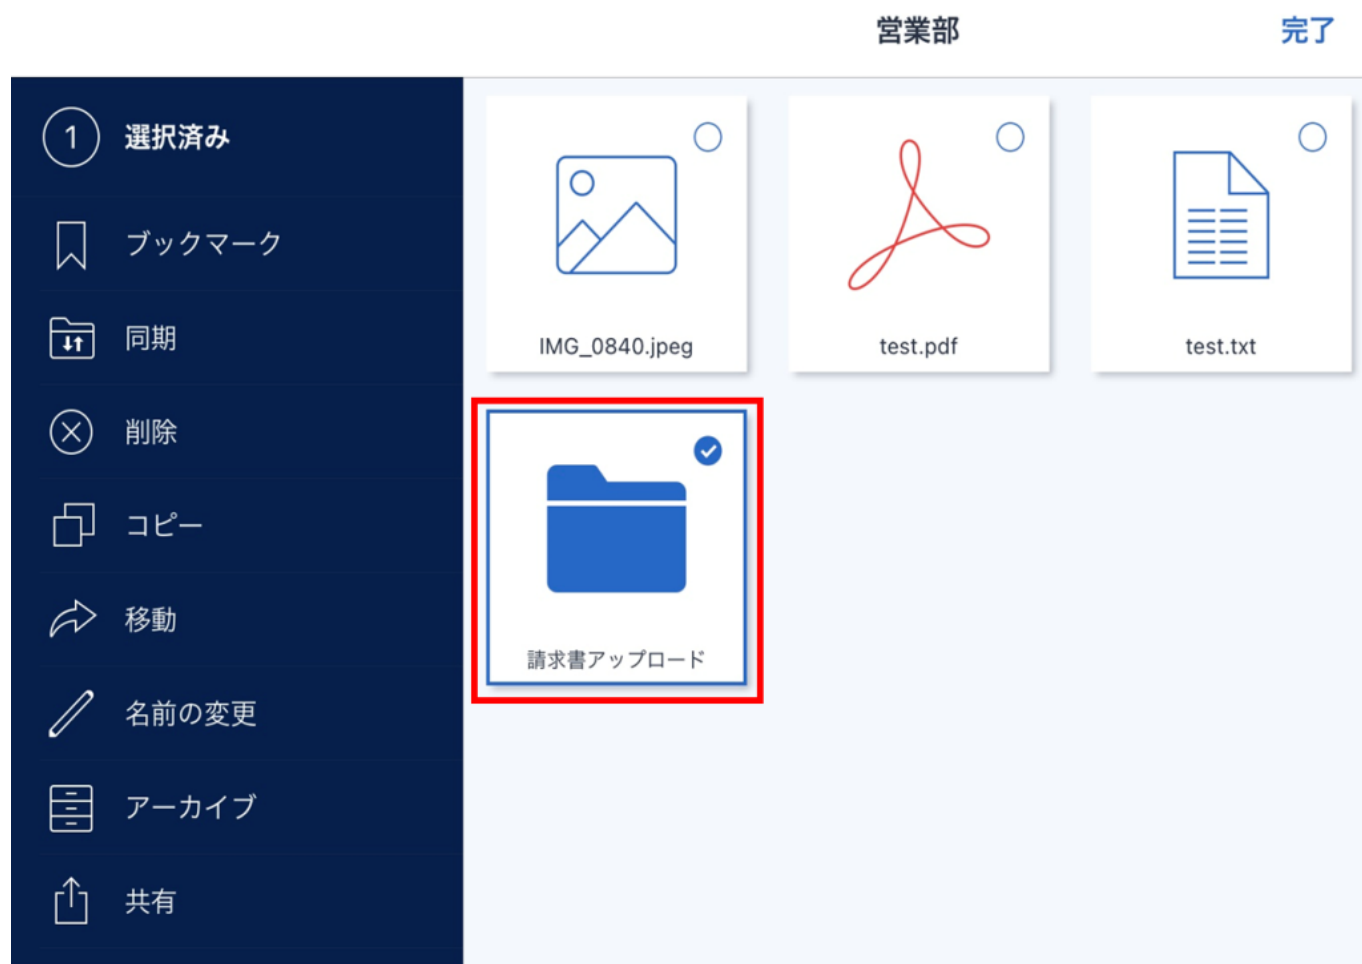 営業部
完了
1 選択済み
ブックマーク
同期
削除
コピー
移動
名前の変更
アーカイブ
共有
IMG_0840.jpeg
test.pdf
test.txt
請求書アップロード